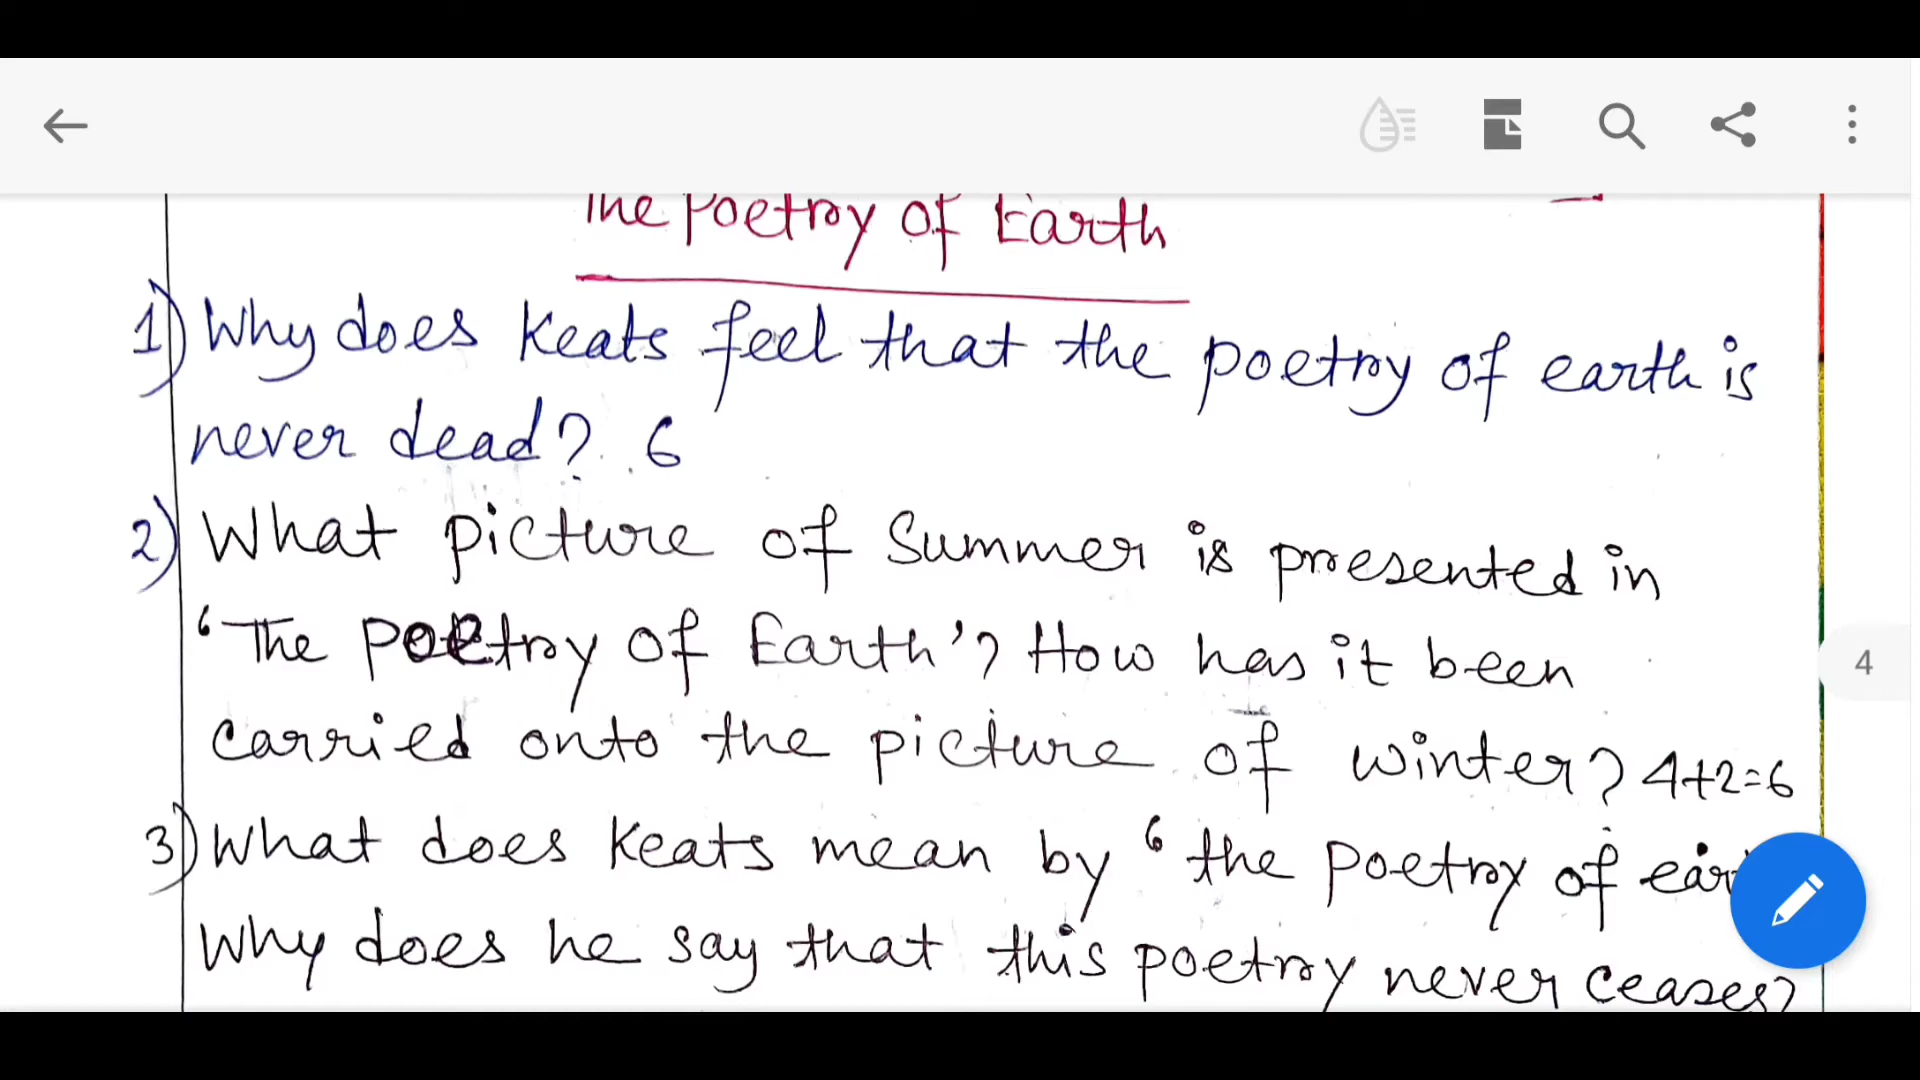 The Poetry of Earth
1) Why does Keats feel that the poetry of earth is
never dead? 6
2) What picture of Summer is presented in
'The Poetry of Earth'? How has it been
carried onto the picture of winter? 4+2=6
4
3) What does Keats mean by 'the Poetry of ear
Why does he say that this poetry never ceases?